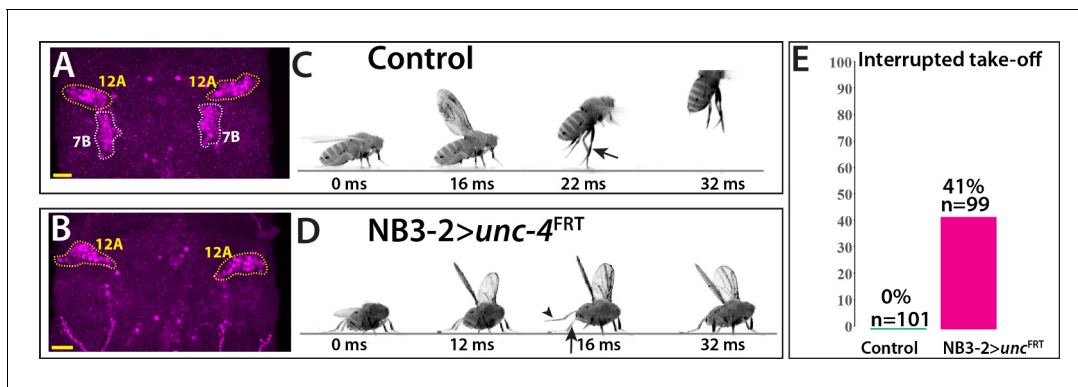 A
12A
12A
7B
7B
C
Control
0 ms
16 ms
22 ms
32 ms
B
12A
12A
D
NB3-2>unc-4FRT
0 ms
12 ms
16 ms
32 ms
E
Interrupted take-off
100
90
80
70
60
50
40
30
20
10
0
0%
n=101
41%
n=99
Control
NB3-2>uncFRT